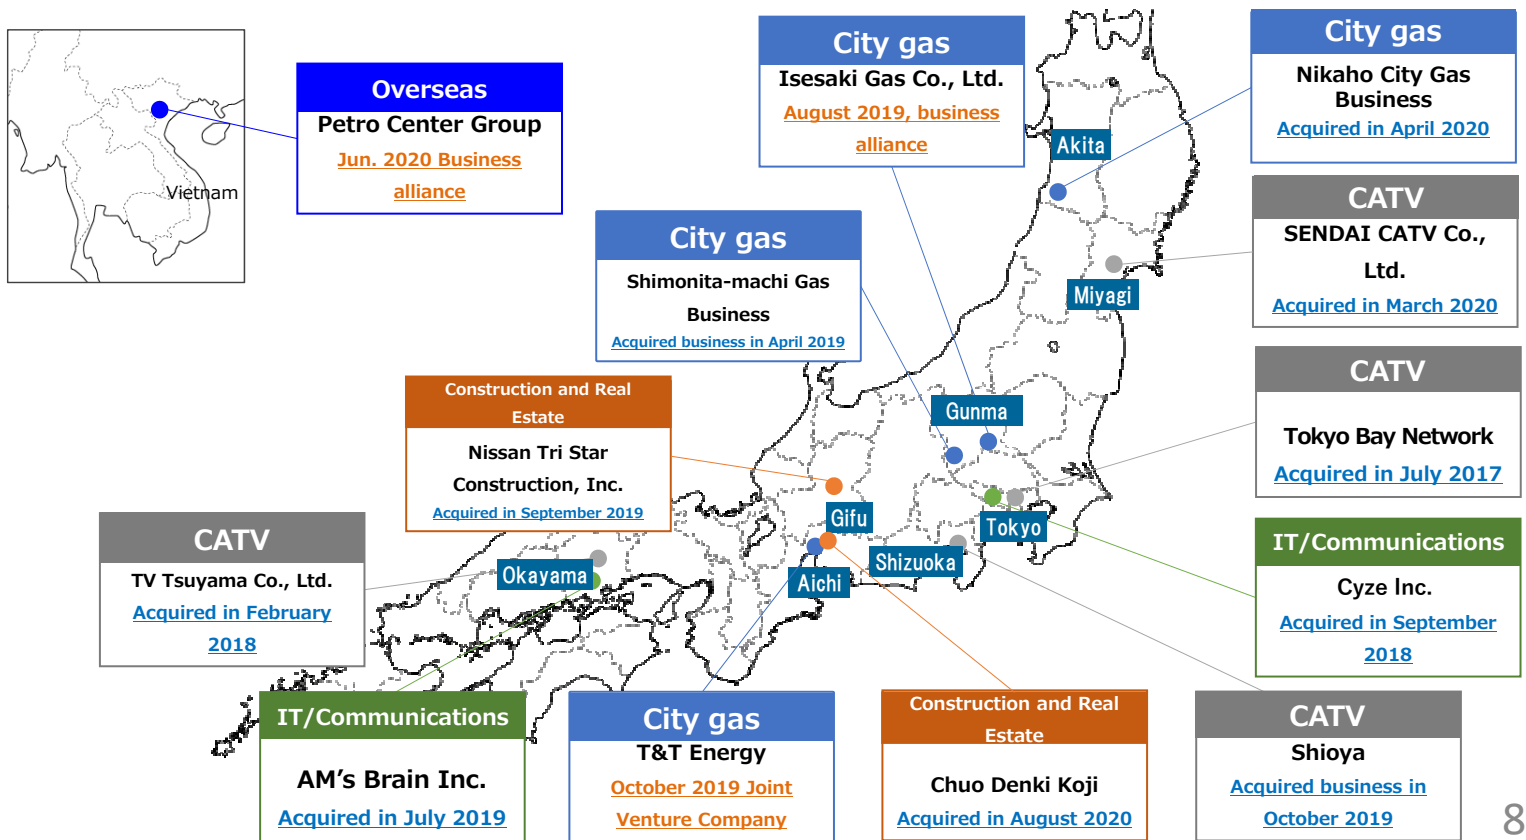 Overseas
Petro Center Group
Jun. 2020 Business
alliance
Vietnam
City gas
Isesaki Gas Co., Ltd.
August 2019, business
alliance
City gas
Nikaho City Gas
Business
Acquired in April 2020
Akita
CATV
SENDAI CATV Co.,
Ltd.
Acquired in March 2020
Miyagi
City gas
Shimonita-machi Gas
Business
Acquired business in April 2019
CATV
Tokyo Bay Network
Acquired in July 2017
Gunma
Construction and Real
Estate
Nissan Tri Star
Construction, Inc.
Acquired in September 2019
Gifu
Tokyo
CATV
TV Tsuyama Co., Ltd.
Acquired in February
2018
Okayama
Aichi
Shizuoka
IT/Communications
Cyze Inc.
Acquired in September
2018
IT/Communications
AM's Brain Inc.
Acquired in July 2019
City gas
T&T Energy
October 2019 Joint
Venture Company
Construction and Real
Estate
Chuo Denki Koji
Acquired in August 2020
CATV
Shioya
Acquired business in
October 2019
8